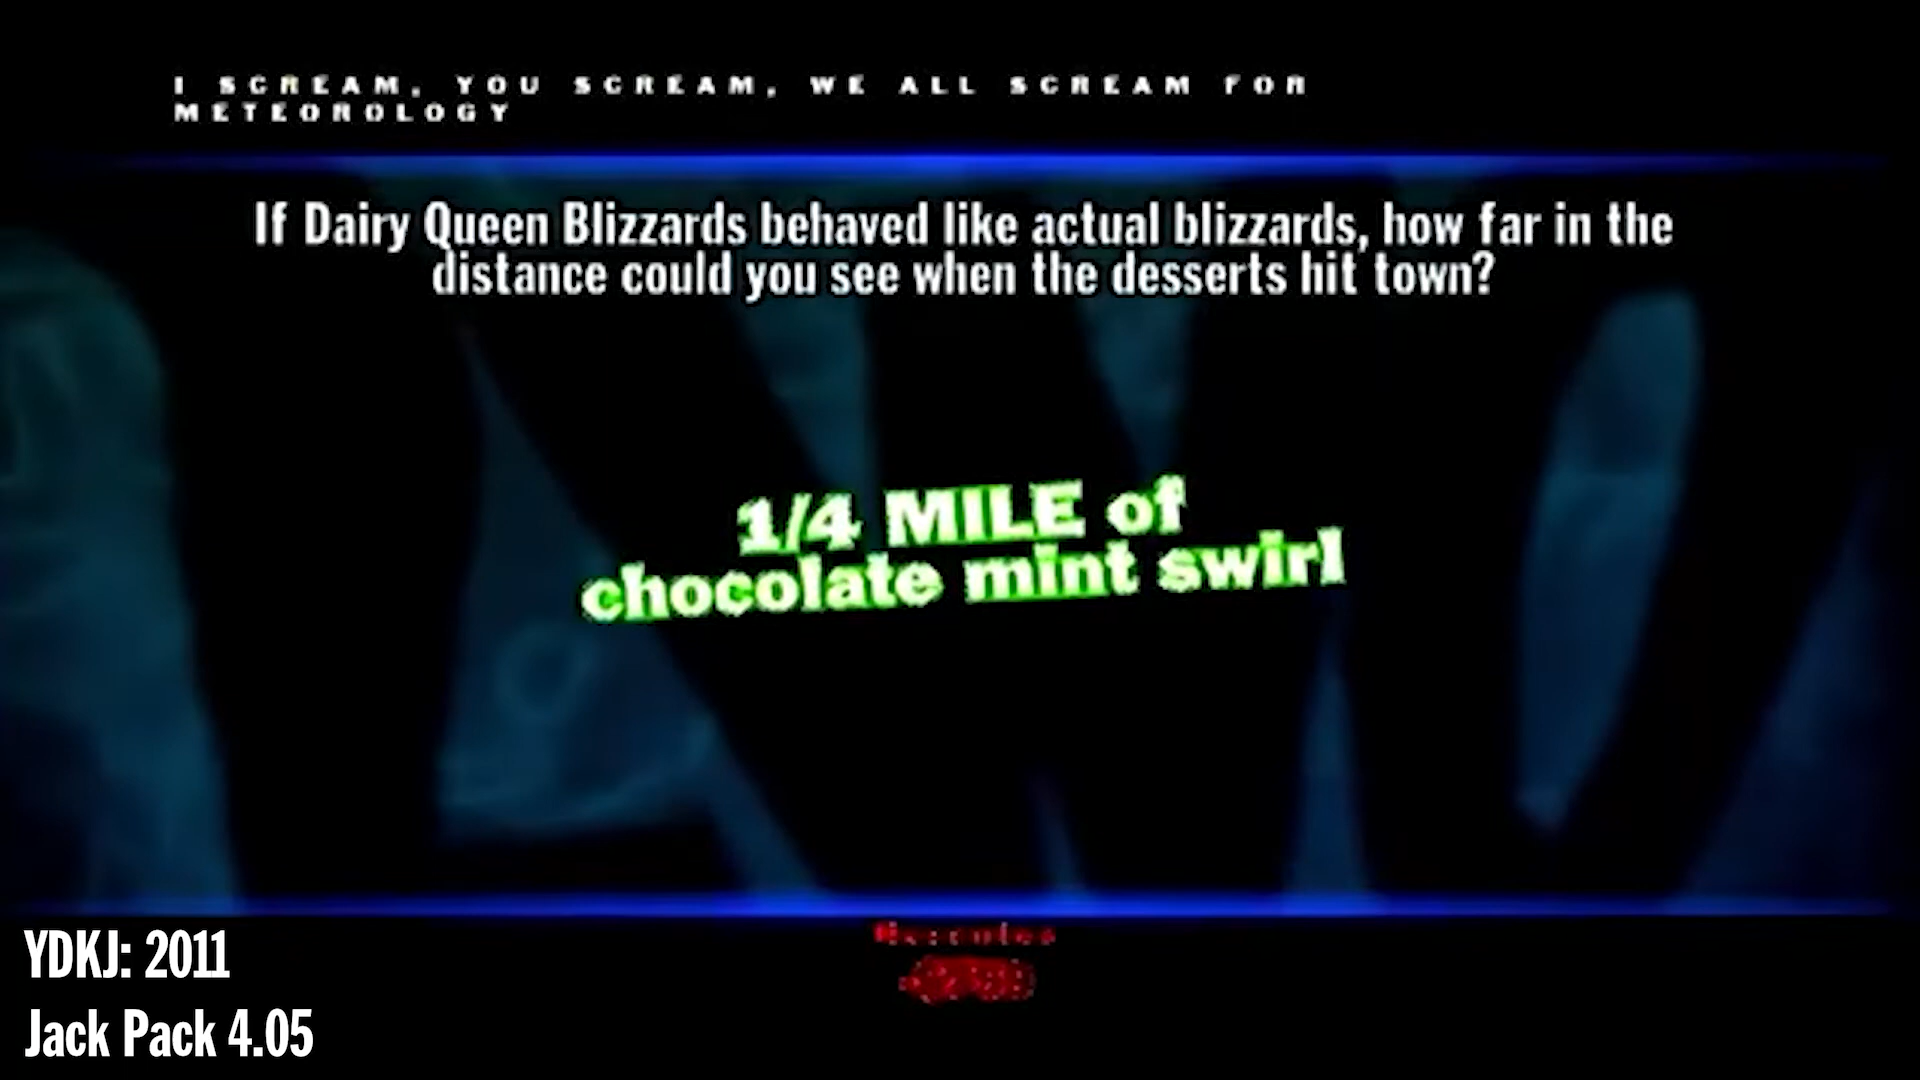 I SCREAM, YOU SCREAM, WE ALL SCREAM FOR
METEOROLOGY
If Dairy Queen Blizzards behaved like actual blizzards, how far in the
distance could you see when the desserts hit town?
1/4 MILE of
chocolate mint swirl
YDKJ: 2011
Jack Pack 4.05